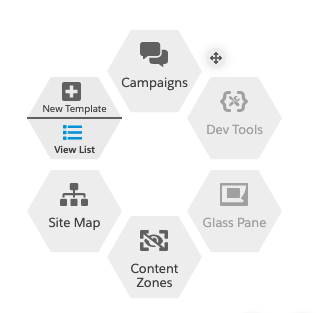 Campaigns
New Template
View List
Dev Tools
Site Map
Glass Pane
Content
Zones